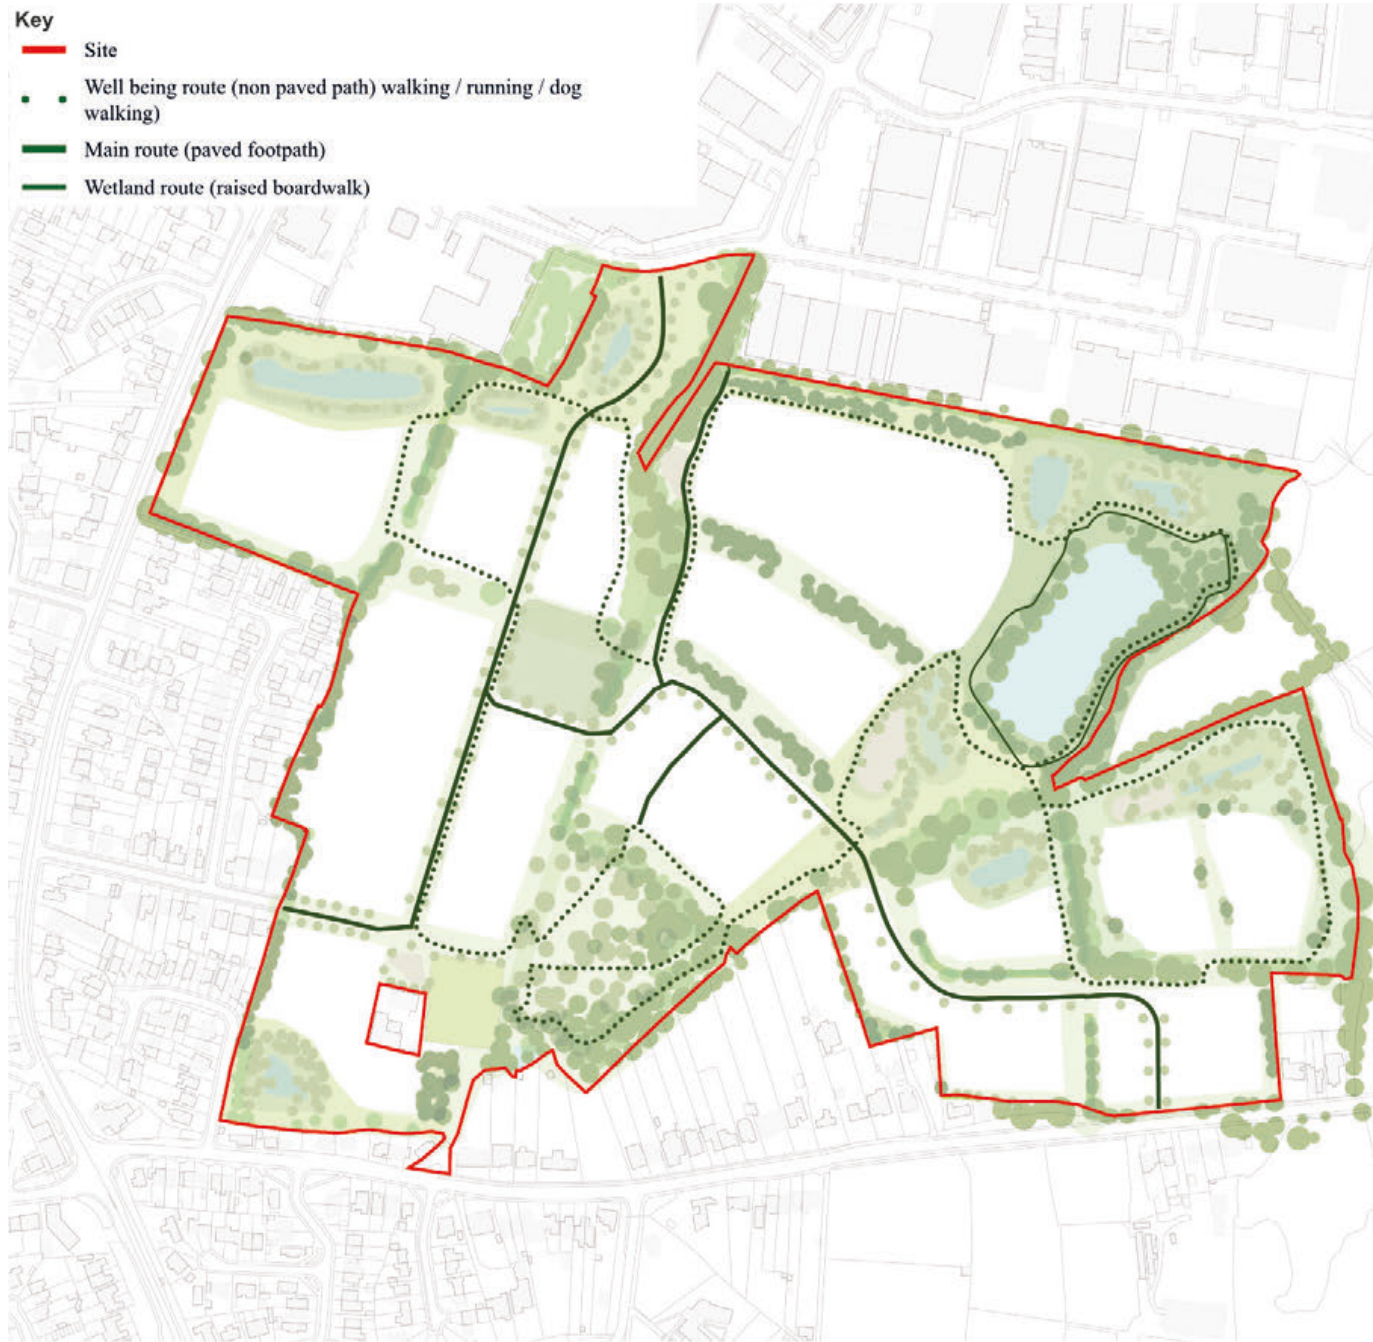 Key
Site
Well being route (non paved path) walking / running / dog
walking)
Main route (paved footpath)
Wetland route (raised boardwalk)